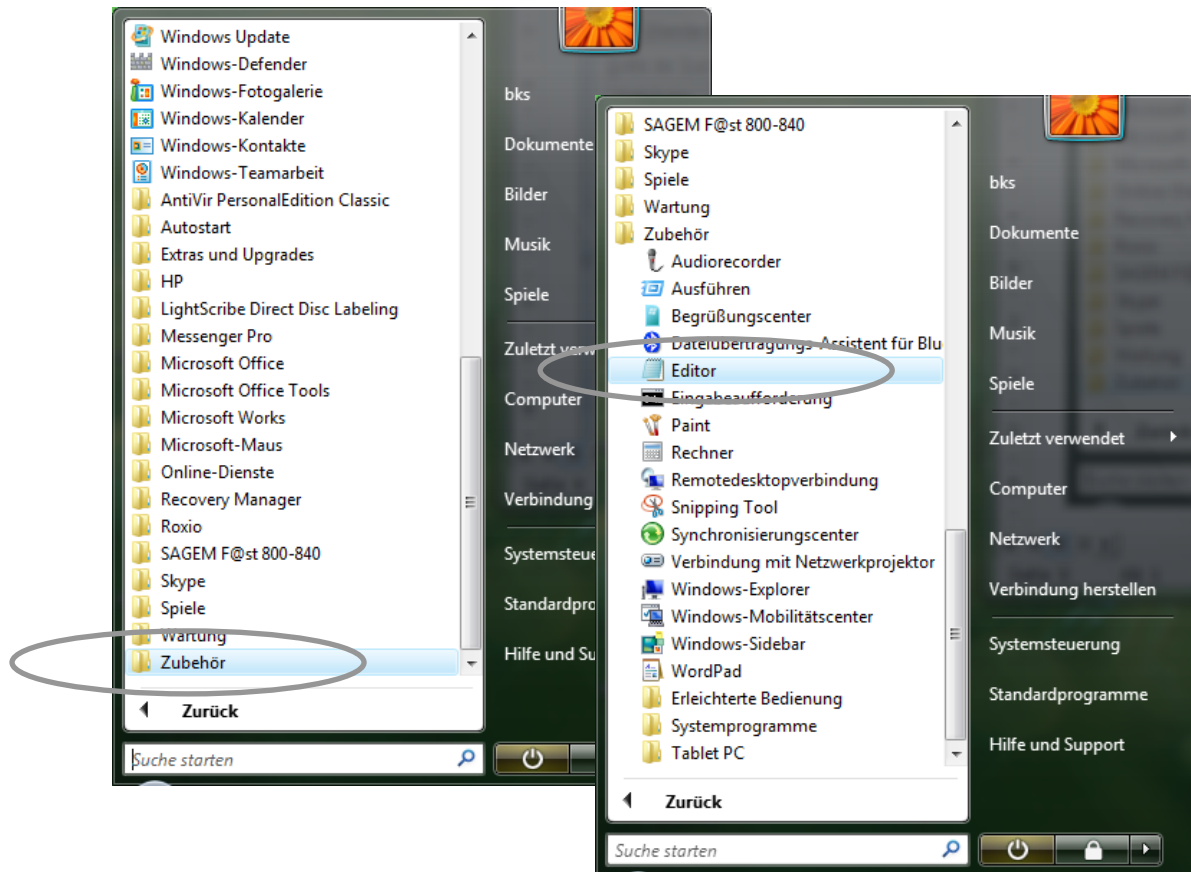 Windows Update
Windows-Defender
Windows-Fotogalerie
Windows-Kalender
Windows-Kontakte
Windows-Teamarbeit
AntiVir PersonalEdition Classic
Autostart
Extras und Upgrades
HP
LightScribe Direct Disc Labeling
Messenger Pro
Microsoft Office
Microsoft Office Tools
Microsoft Works
Microsoft-Maus
Online-Dienste
Recovery Manager
Roxio
SAGEM F@st 800-840
Skype
Spiele
Wartung
Zubehör
Zurück
Suche starten
bks
Dokumente
Bilder
Musik
Spiele
Zuletzt verw
Computer
Netzwerk
Verbindung
Systemsteue
Standardpro
Hilfe und Su
SAGEM F@st 800-840
Skype
Spiele
Wartung
Zubehör
Audiorecorder
Ausführen
Begrüßungscenter
Dateiübertragungs-Assistent für Blu
Editor
Eingabeaufforderung
Paint
Rechner
Remotedesktopverbindung
Snipping Tool
Synchronisierungscenter
Verbindung mit Netzwerkprojektor
Windows-Explorer
Windows-Mobilitätscenter
Windows-Sidebar
WordPad
Erleichterte Bedienung
Systemprogramme
Tablet PC
Zurück
Suche starten
bks
Dokumente
Bilder
Musik
Spiele
Zuletzt verwendet
Computer
Netzwerk
Verbindung herstellen
Systemsteuerung
Standardprogramme
Hilfe und Support